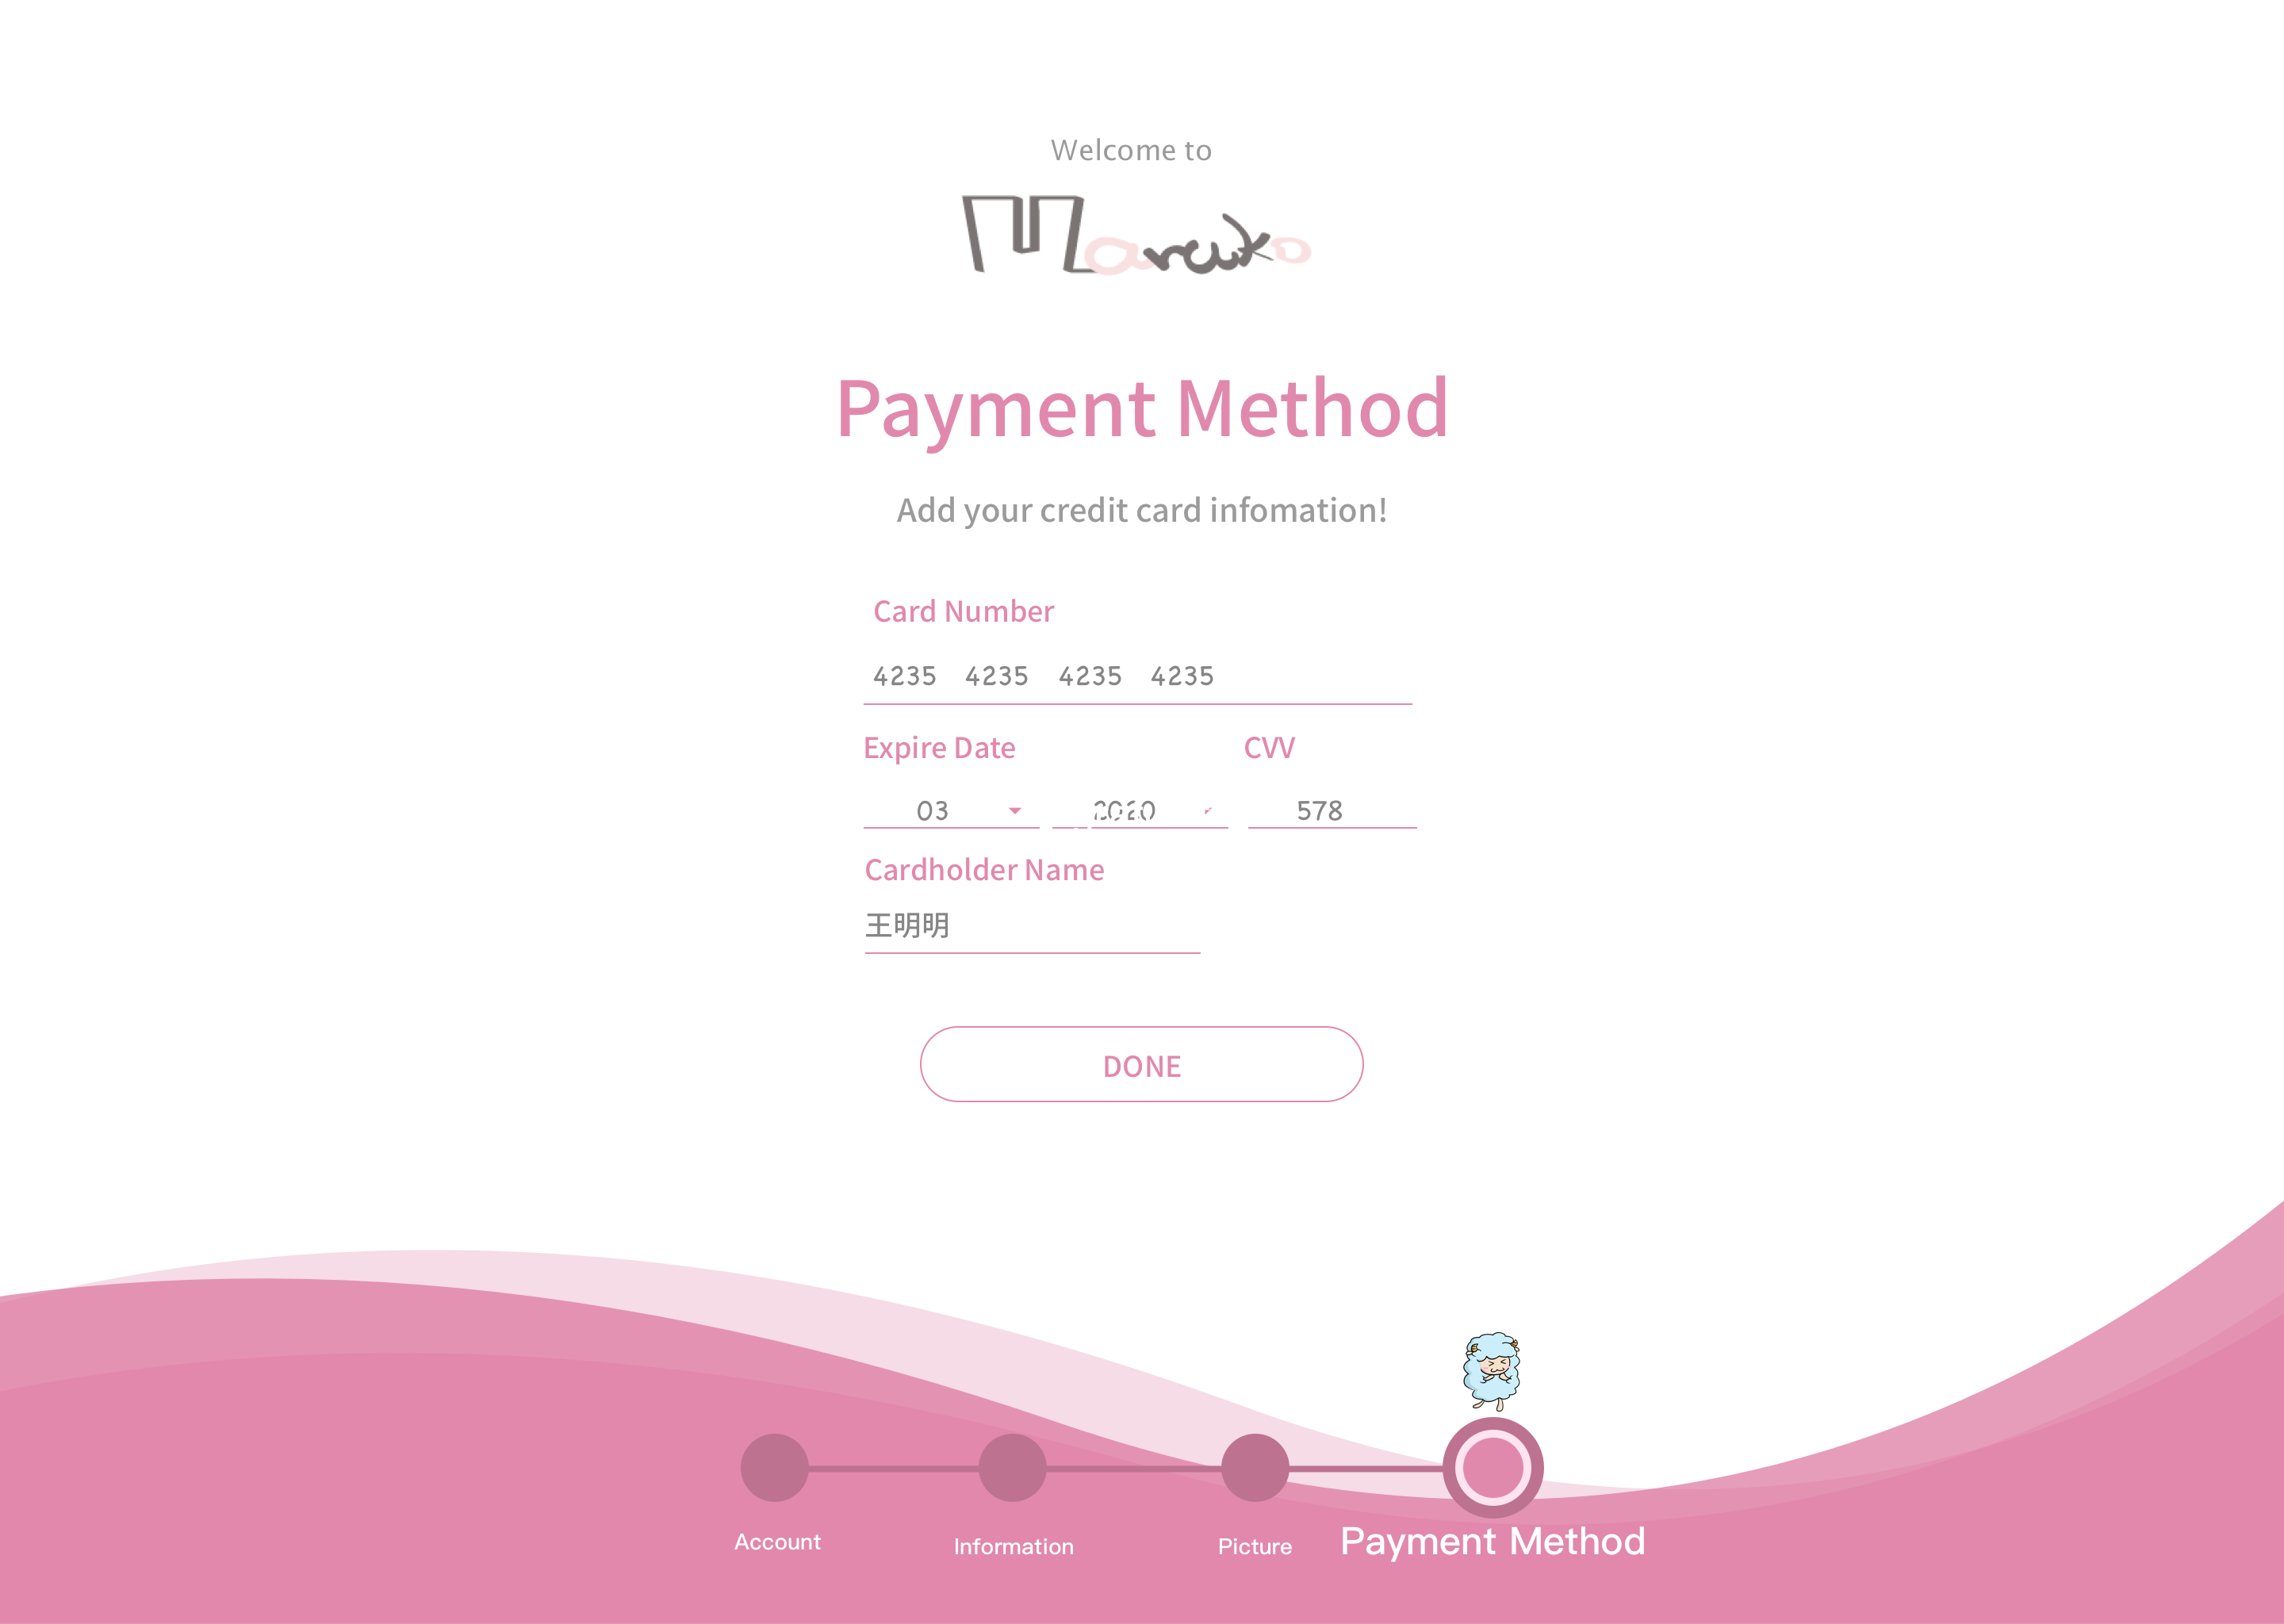 Welcome to
Maruko
Payment Method
Add your credit card infomation!
Card Number
4235 4235 4235 4235
Expire Date CVV
03 2020 578
Cardholder Name
王明明
DONE
Account Information Picture Payment Method